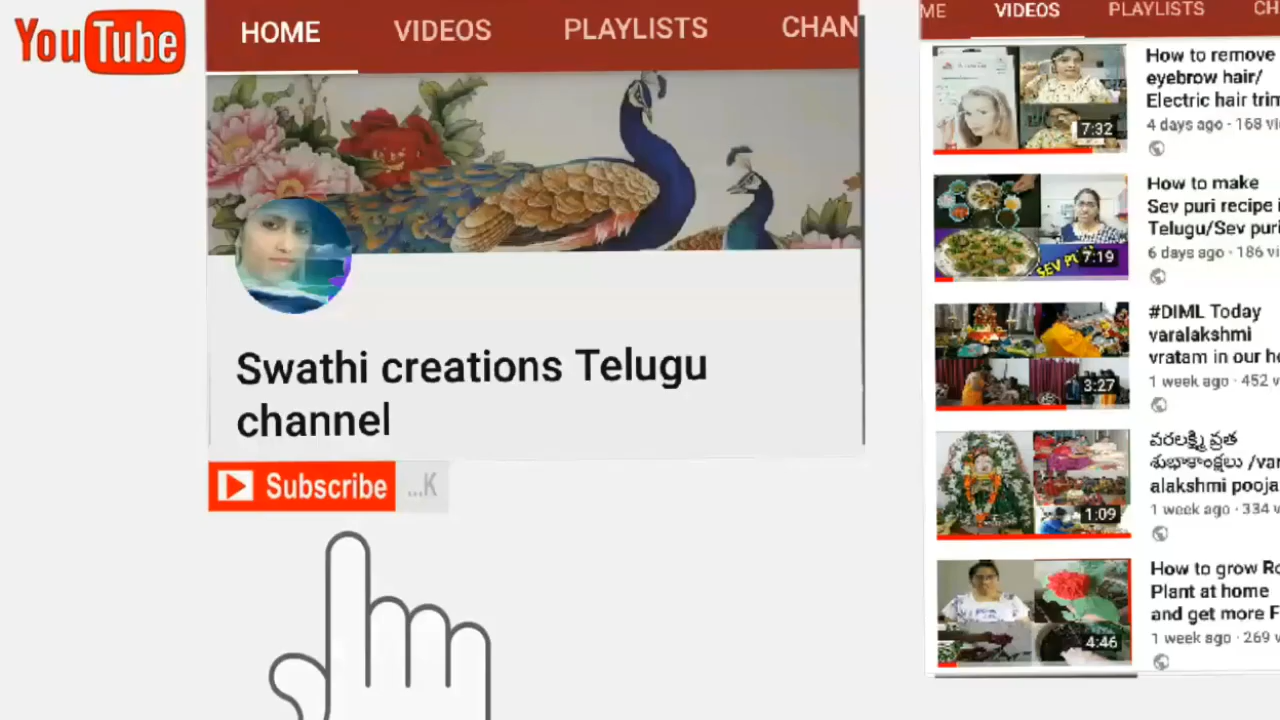 YouTube
HOME VIDEOS PLAYLISTS CHAN
Swathi creations Telugu
channel
Subscribe ...K
ME VIDEOS PLAYLISTS CH
How to remove
eyebrow hair/
Electric hair trim
4 days ago · 168 vi
7:32
How to make
Sev puri recipe i
Telugu/Sev puri
6 days ago · 186 vi
SEV PU
7:19
#DIML Today
varalakshmi
vratam in our ho
1 week ago · 452 v
3:27
వరలక్ష్మి వ్రత
శుభాకాంక్షలు /var
alakshmi pooja
1 week ago · 334 v
1:09
How to grow Ro
Plant at home
and get more F
1 week ago · 269 v
4:46